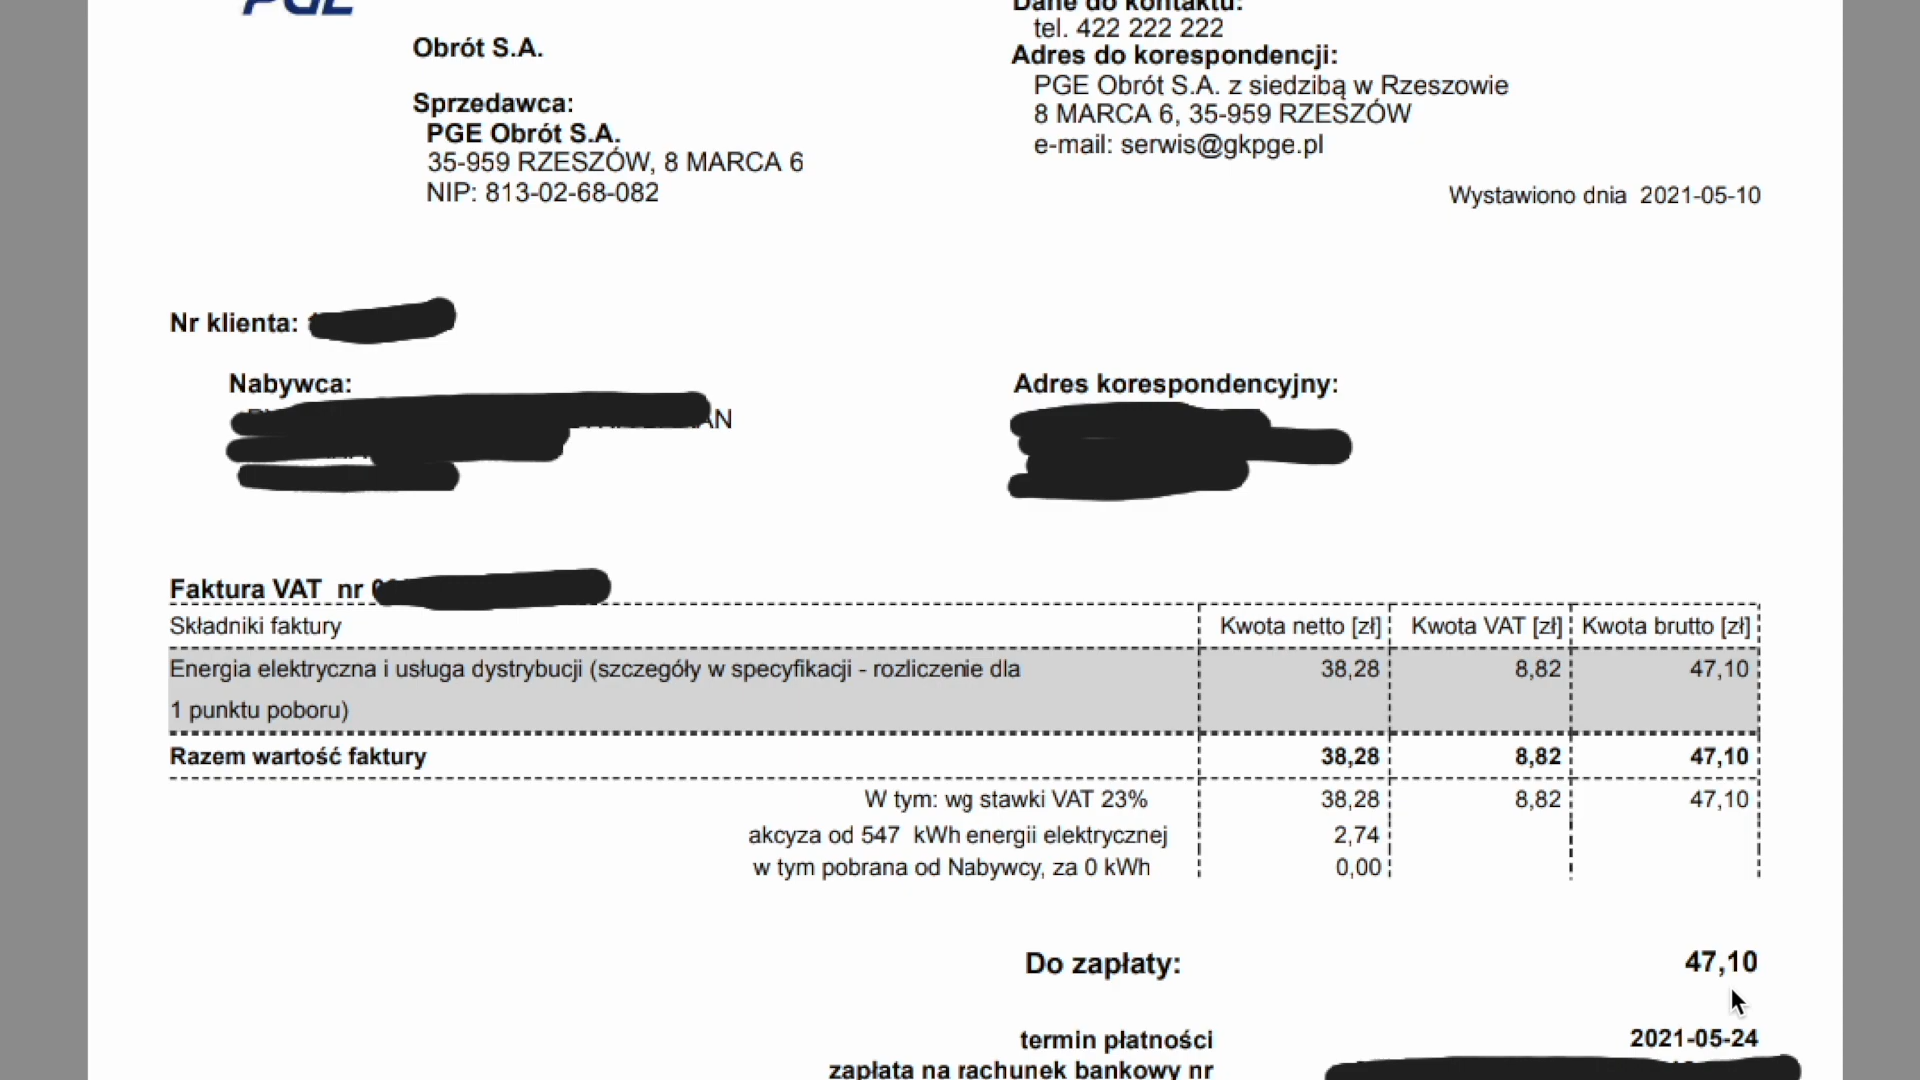 PGE
Obrót S.A.
Sprzedawca:
PGE Obrót S.A.
35-959 RZESZÓW, 8 MARCA 6
NIP: 813-02-68-082
Dane do kontaktu:
tel. 422 222 222
Adres do korespondencji:
PGE Obrót S.A. z siedzibą w Rzeszowie
8 MARCA 6, 35-959 RZESZÓW
e-mail: serwis@gkpge.pl
Wystawiono dnia 2021-05-10
Nr klienta:
Nabywca:
Adres korespondencyjny:
Faktura VAT nr
Składniki faktury Kwota netto [zł] Kwota VAT [zł] Kwota brutto [zł]
Energia elektryczna i usługa dystrybucji (szczegóły w specyfikacji - rozliczenie dla 38,28 8,82 47,10
1 punktu poboru)
Razem wartość faktury 38,28 8,82 47,10
W tym: wg stawki VAT 23% 38,28 8,82 47,10
akcyza od 547 kWh energii elektrycznej 2,74
w tym pobrana od Nabywcy, za 0 kWh 0,00
Do zapłaty: 47,10
termin płatności 2021-05-24
zapłata na rachunek bankowy nr